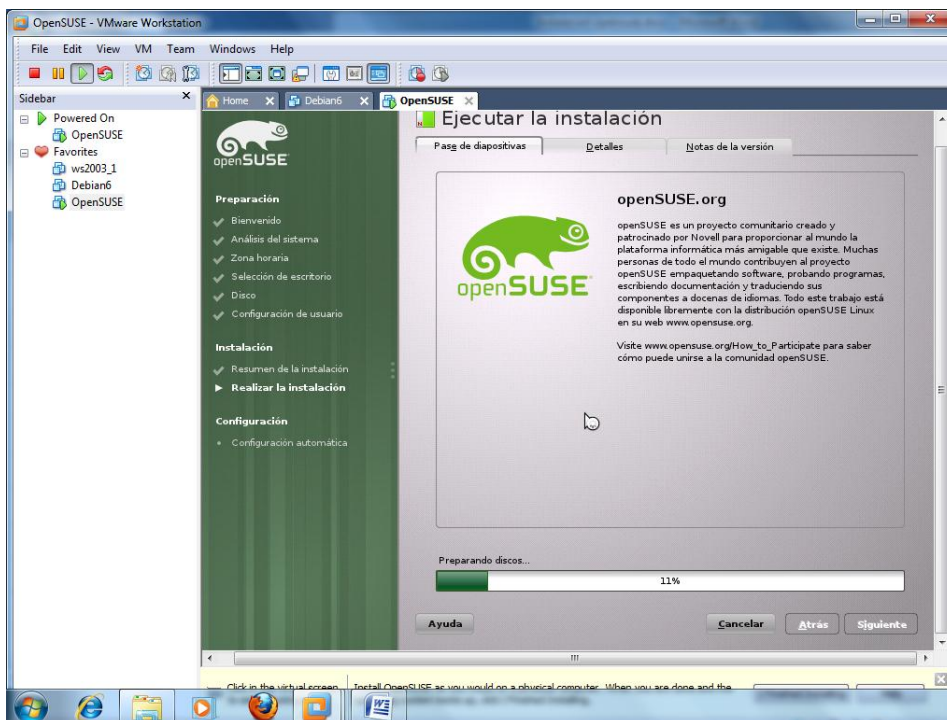 OpenSUSE - VMware Workstation
File Edit View VM Team Windows Help
Sidebar
Powered On
OpenSUSE
Favorites
ws2003_1
Debian6
OpenSUSE
Home
Debian6
OpenSUSE
openSUSE
Preparación
Bienvenido
Análisis del sistema
Zona horaria
Selección de escritorio
Disco
Configuración de usuario
Instalación
Resumen de la instalación
Realizar la instalación
Configuración
Configuración automática
Ejecutar la instalación
Pase de diapositivas
Detalles
Notas de la versión
openSUSE
openSUSE.org
openSUSE es un proyecto comunitario creado y
patrocinado por Novell para proporcionar al mundo la
plataforma informática más amigable que existe. Muchas
personas de todo el mundo contribuyen al proyecto
openSUSE empaquetando software, probando programas,
escribiendo documentación y traduciendo sus
componentes a docenas de idiomas. Todo este trabajo está
disponible libremente con la distribución openSUSE Linux
en su web www.opensuse.org.
Visite www.opensuse.org/How_to_Participate para saber
cómo puede unirse a la comunidad openSUSE.
Preparando discos...
11%
Ayuda
Cancelar
Atrás
Siguiente
Click in the virtual screen
Install OpenSUSE as you would on a physical computer. When you are done and the